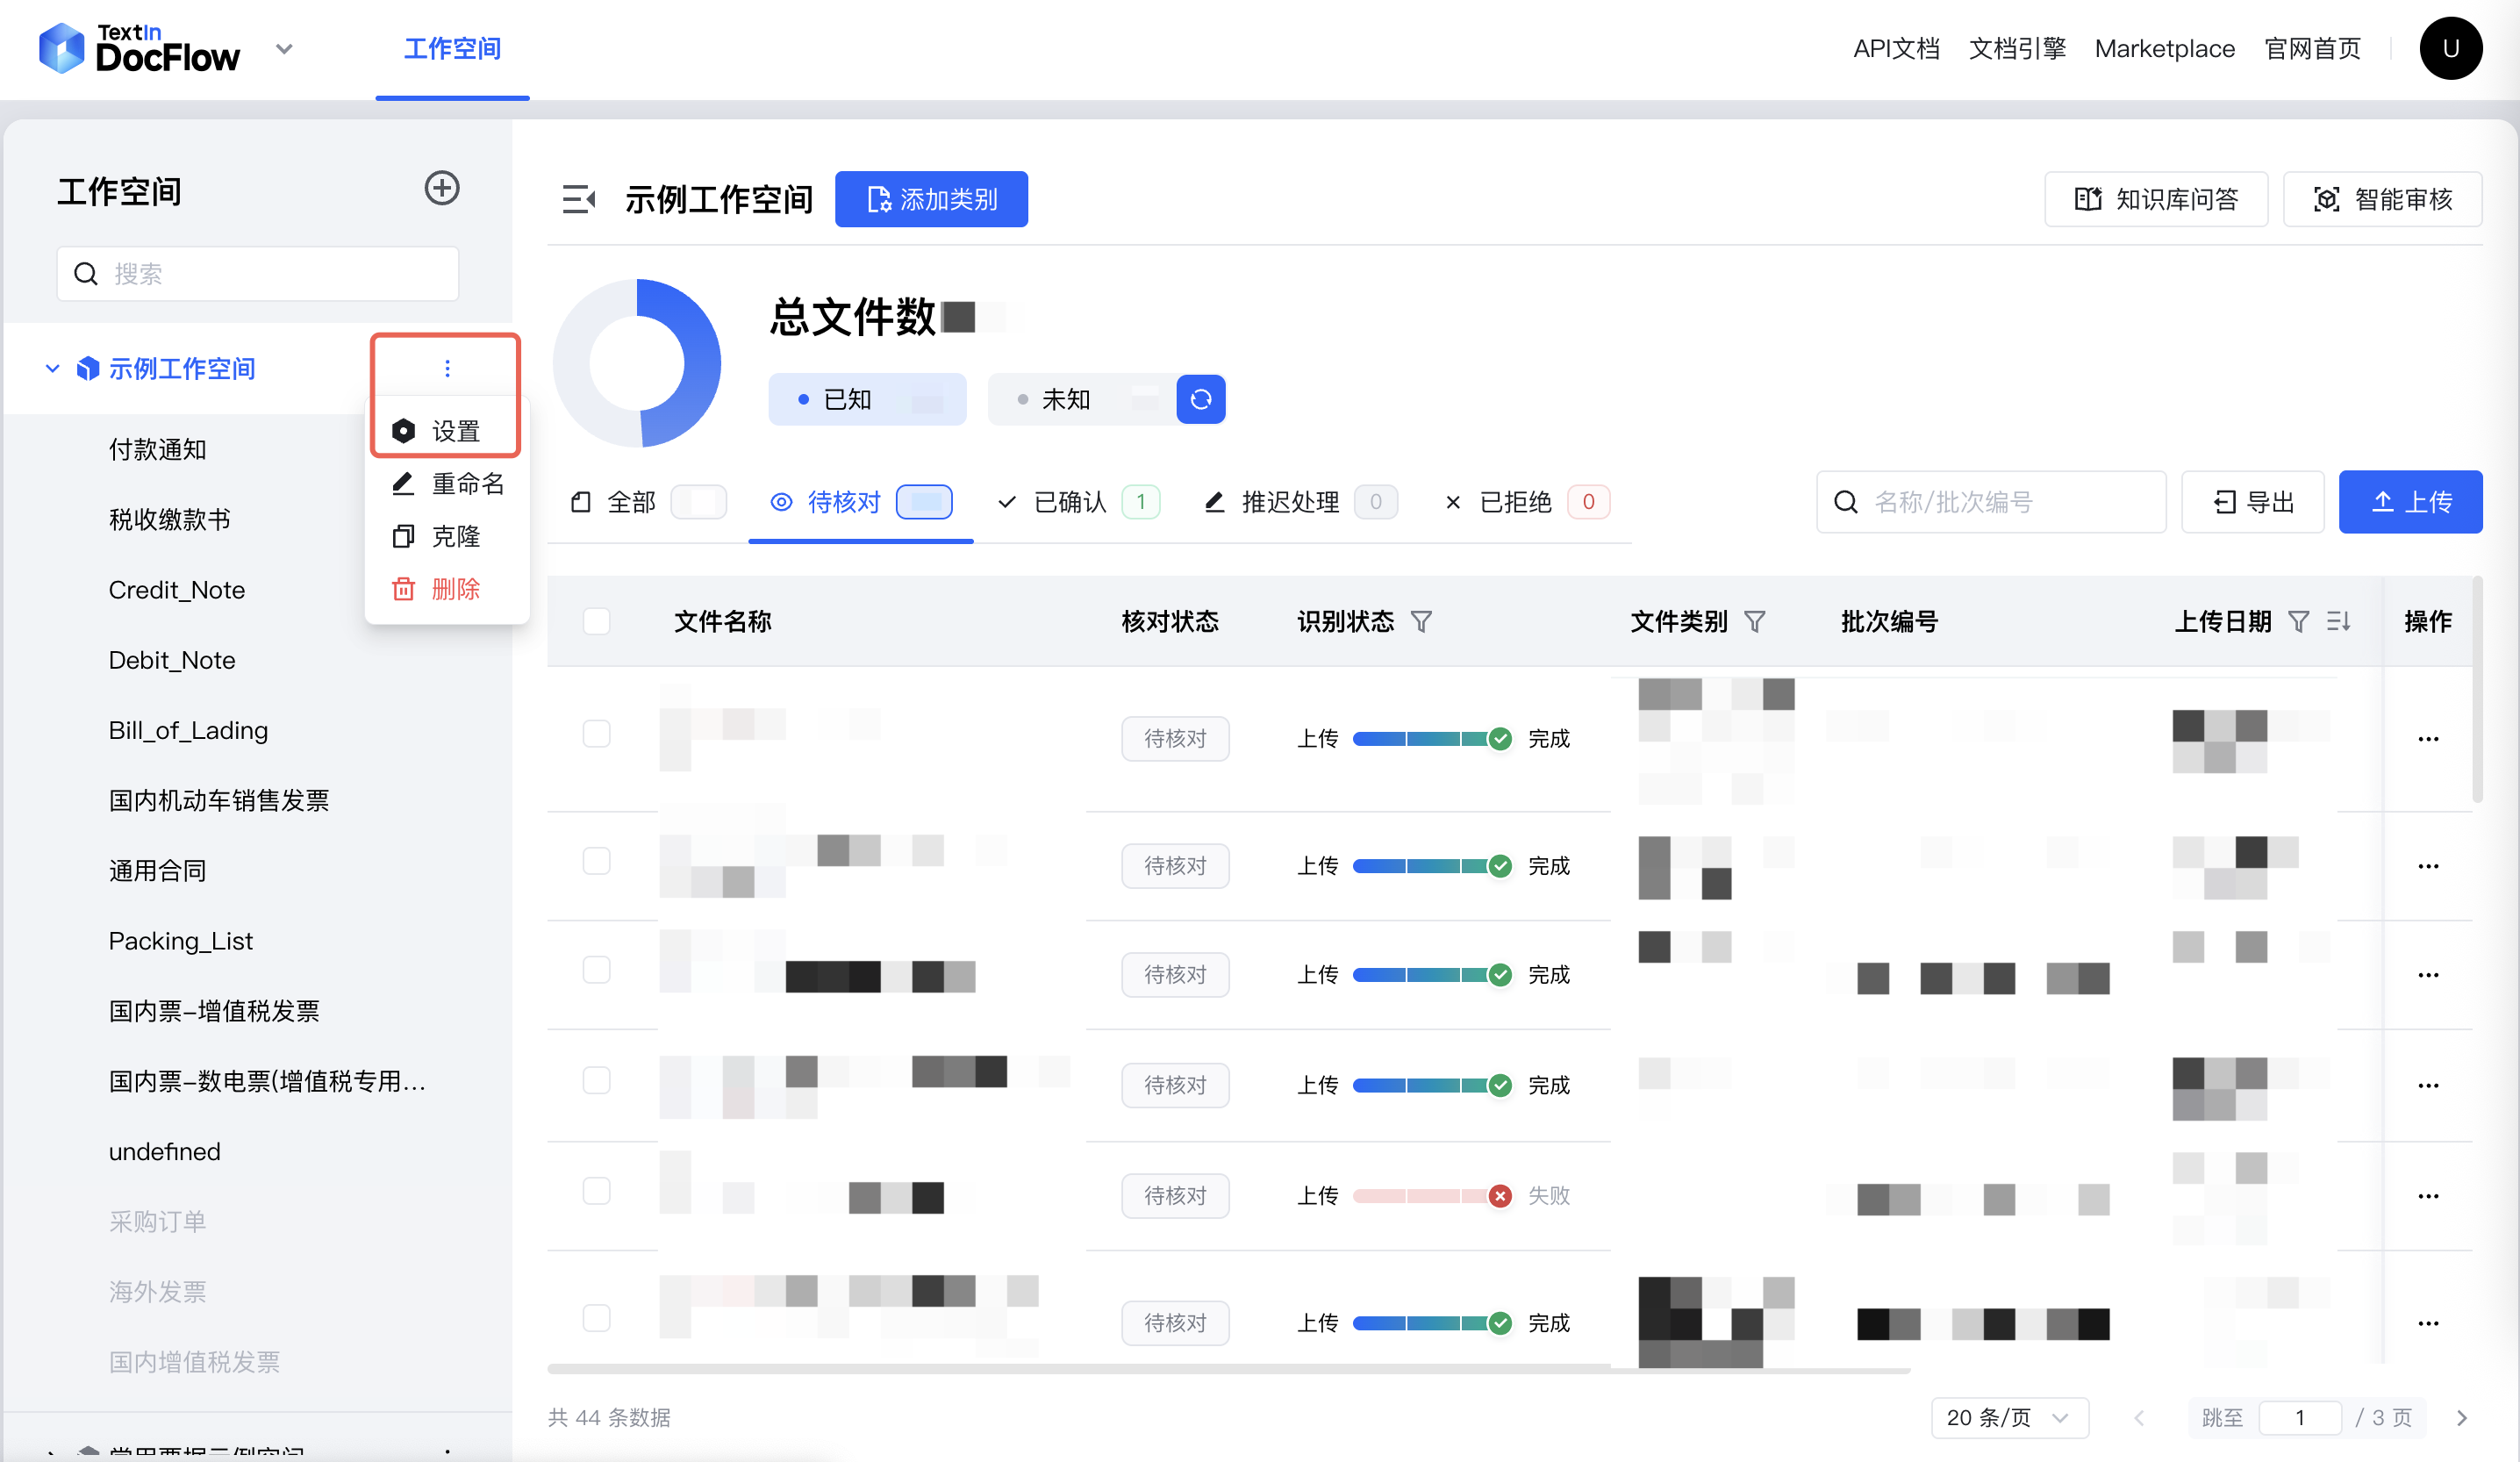 TextIn
DocFlow
工作空间
API文档 文档引擎 Marketplace 官网首页 U
工作空间
搜索
示例工作空间
设置
重命名
克隆
删除
付款通知
税收缴款书
Credit_Note
Debit_Note
Bill_of_Lading
国内机动车销售发票
通用合同
Packing_List
国内票-增值税发票
国内票-数电票(增值税专用...
undefined
采购订单
海外发票
国内增值税发票
常用票据示例空间
示例工作空间 添加类别 知识库问答 智能审核
总文件数
已知 未知
全部 待核对 已确认 1 推迟处理 0 已拒绝 0 名称/批次编号 导出 上传
文件名称 核对状态 识别状态 文件类别 批次编号 上传日期 操作
待核对 上传 完成
待核对 上传 完成
待核对 上传 完成
待核对 上传 完成
待核对 上传 失败
待核对 上传 完成
共 44 条数据 20 条/页 跳至 1 / 3 页